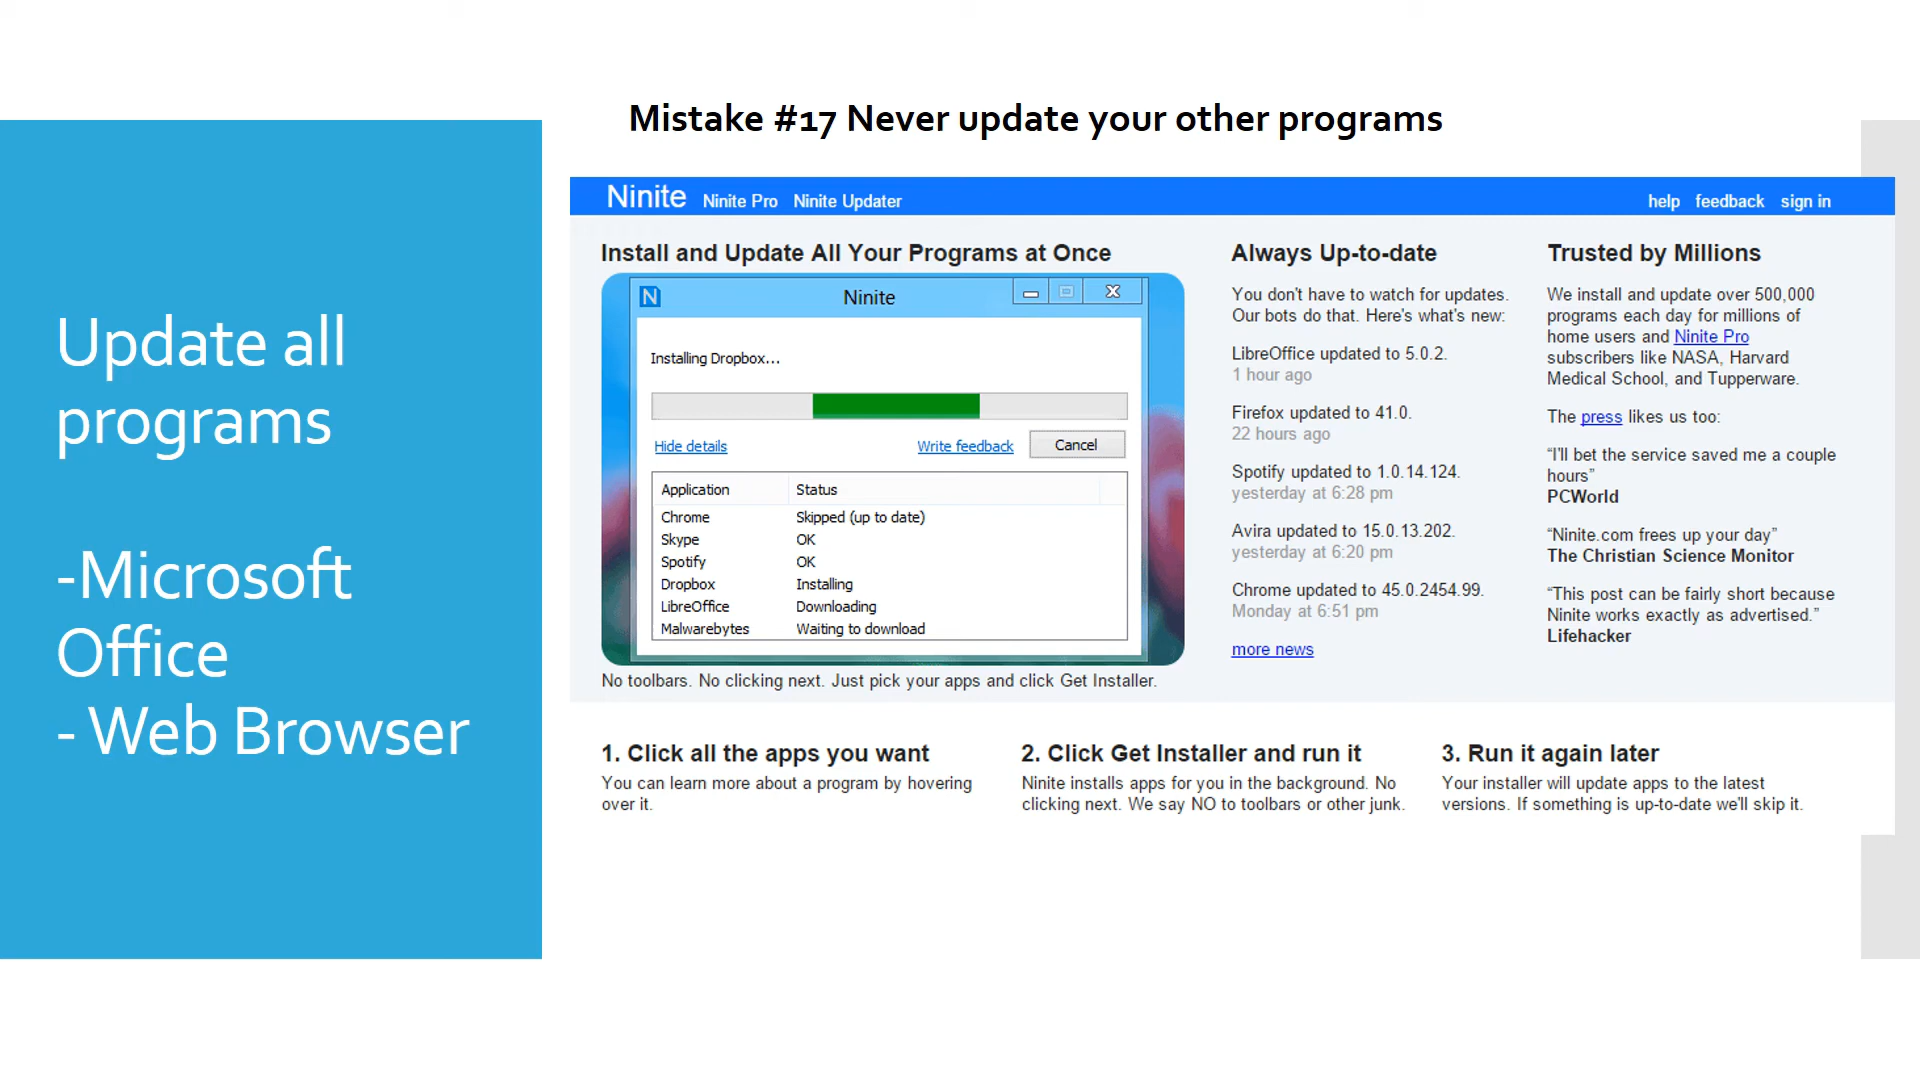 Mistake #17 Never update your other programs
Update all
programs
-Microsoft
Office
- Web Browser
Ninite Ninite Pro Ninite Updater help feedback sign in
Install and Update All Your Programs at Once
N Ninite
Installing Dropbox...
Hide details Write feedback Cancel
Application Status
Chrome Skipped (up to date)
Skype OK
Spotify OK
Dropbox Installing
LibreOffice Downloading
Malwarebytes Waiting to download
No toolbars. No clicking next. Just pick your apps and click Get Installer.
Always Up-to-date
You don't have to watch for updates.
Our bots do that. Here's what's new:
LibreOffice updated to 5.0.2.
1 hour ago
Firefox updated to 41.0.
22 hours ago
Spotify updated to 1.0.14.124.
yesterday at 6:28 pm
Avira updated to 15.0.13.202.
yesterday at 6:20 pm
Chrome updated to 45.0.2454.99.
Monday at 6:51 pm
more news
Trusted by Millions
We install and update over 500,000
programs each day for millions of
home users and Ninite Pro
subscribers like NASA, Harvard
Medical School, and Tupperware.
The press likes us too:
“I'll bet the service saved me a couple
hours”
PCWorld
“Ninite.com frees up your day”
The Christian Science Monitor
“This post can be fairly short because
Ninite works exactly as advertised.”
Lifehacker
1. Click all the apps you want
You can learn more about a program by hovering
over it.
2. Click Get Installer and run it
Ninite installs apps for you in the background. No
clicking next. We say NO to toolbars or other junk.
3. Run it again later
Your installer will update apps to the latest
versions. If something is up-to-date we'll skip it.